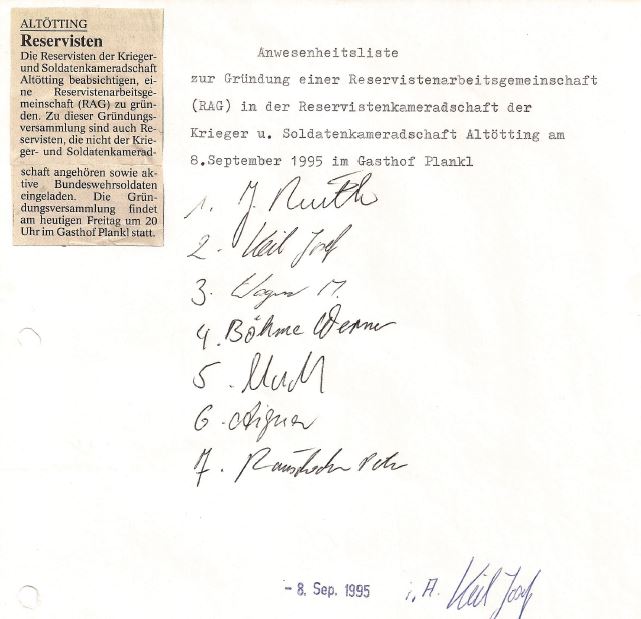 ALTÖTTING
Reservisten
Die Reservisten der Krieger-
und Soldatenkameradschaft
Altötting beabsichtigen, ei-
ne Reservistenarbeitsge-
meinschaft (RAG) zu grün-
den. Zu dieser Gründungs-
versammlung sind auch Re-
servisten, die nicht der Krie-
ger- und Soldatenkamerad-
schaft angehören sowie ak-
tive Bundeswehrsoldaten
eingeladen. Die Grün-
dungsversammlung findet
am heutigen Freitag um 20
Uhr im Gasthof Plankl statt.
Anwesenheitsliste
zur Gründung einer Reservistenarbeitsgemeinschaft
(RAG) in der Reservistenkameradschaft der
Krieger u. Soldatenkameradschaft Altötting am
8.September 1995 im Gasthof Plankl
1. J.
2. Keil Josef
3. Wagner M.
4. Böhme Werner
5.
6. Aigner
7.
- 8. Sep. 1995 i.A. Keil Josef